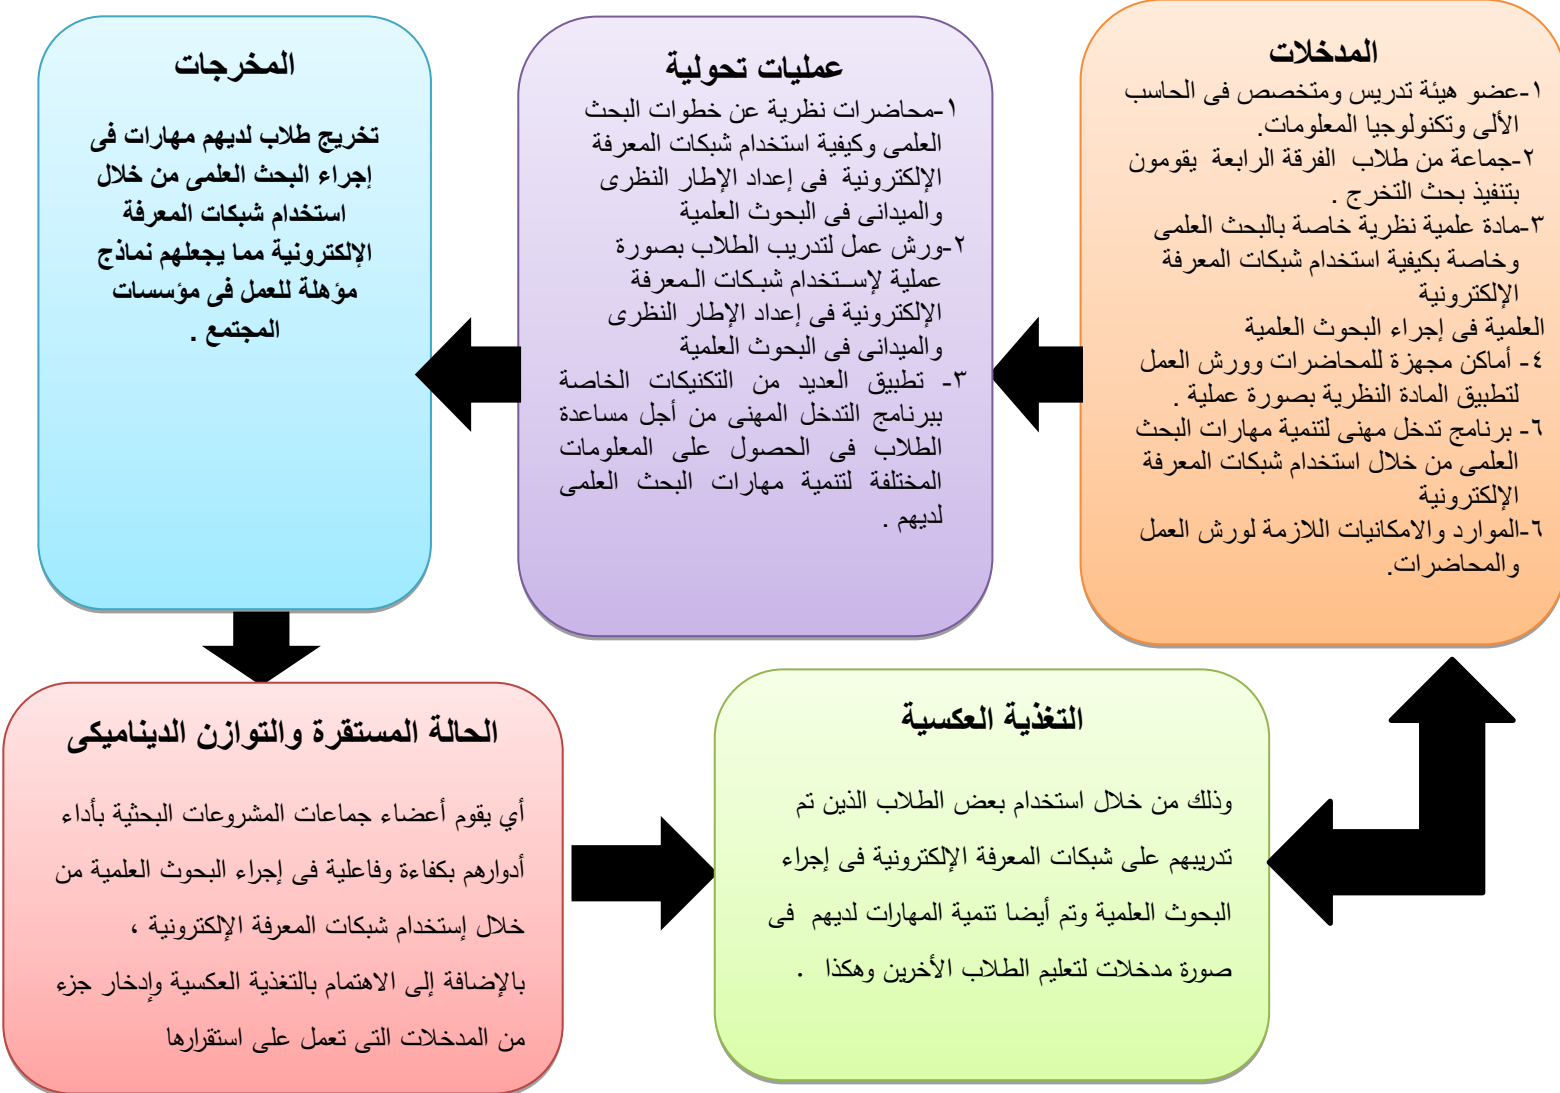 المدخلات
١-عضو هيئة تدريس ومتخصص فى الحاسب
الألى وتكنولوجيا المعلومات.
٢-جماعة من طلاب الفرقة الرابعة يقومون
بتنفيذ بحث التخرج .
٣-مادة علمية نظرية خاصة بالبحث العلمى
وخاصة بكيفية استخدام شبكات المعرفة
الإلكترونية
العلمية فى إجراء البحوث العلمية
٤- أماكن مجهزة للمحاضرات وورش العمل
لتطبيق المادة النظرية بصورة عملية .
٦- برنامج تدخل مهنى لتنمية مهارات البحث
العلمى من خلال استخدام شبكات المعرفة
الإلكترونية
٦-الموارد والامكانيات اللازمة لورش العمل
والمحاضرات.
عمليات تحولية
١-محاضرات نظرية عن خطوات البحث
العلمى وكيفية استخدام شبكات المعرفة
الإلكترونية فى إعداد الإطار النظرى
والميدانى فى البحوث العلمية
٢-ورش عمل لتدريب الطلاب بصورة
عملية لإستخدام شبكات المعرفة
الإلكترونية فى إعداد الإطار النظرى
والميدانى فى البحوث العلمية
٣- تطبيق العديد من التكنيكات الخاصة
ببرنامج التدخل المهنى من أجل مساعدة
الطلاب فى الحصول على المعلومات
المختلفة لتنمية مهارات البحث العلمى
لديهم .
المخرجات
تخريج طلاب لديهم مهارات فى
إجراء البحث العلمى من خلال
استخدام شبكات المعرفة
الإلكترونية مما يجعلهم نماذج
مؤهلة للعمل فى مؤسسات
المجتمع .
الحالة المستقرة والتوازن الديناميكى
أي يقوم أعضاء جماعات المشروعات البحثية بأداء
أدوارهم بكفاءة وفاعلية فى إجراء البحوث العلمية من
خلال إستخدام شبكات المعرفة الإلكترونية ،
بالإضافة إلى الاهتمام بالتغذية العكسية وإدخار جزء
من المدخلات التى تعمل على استقرارها
التغذية العكسية
وذلك من خلال استخدام بعض الطلاب الذين تم
تدريبهم على شبكات المعرفة الإلكترونية فى إجراء
البحوث العلمية وتم أيضا تنمية المهارات لديهم فى
صورة مدخلات لتعليم الطلاب الأخرين وهكذا .